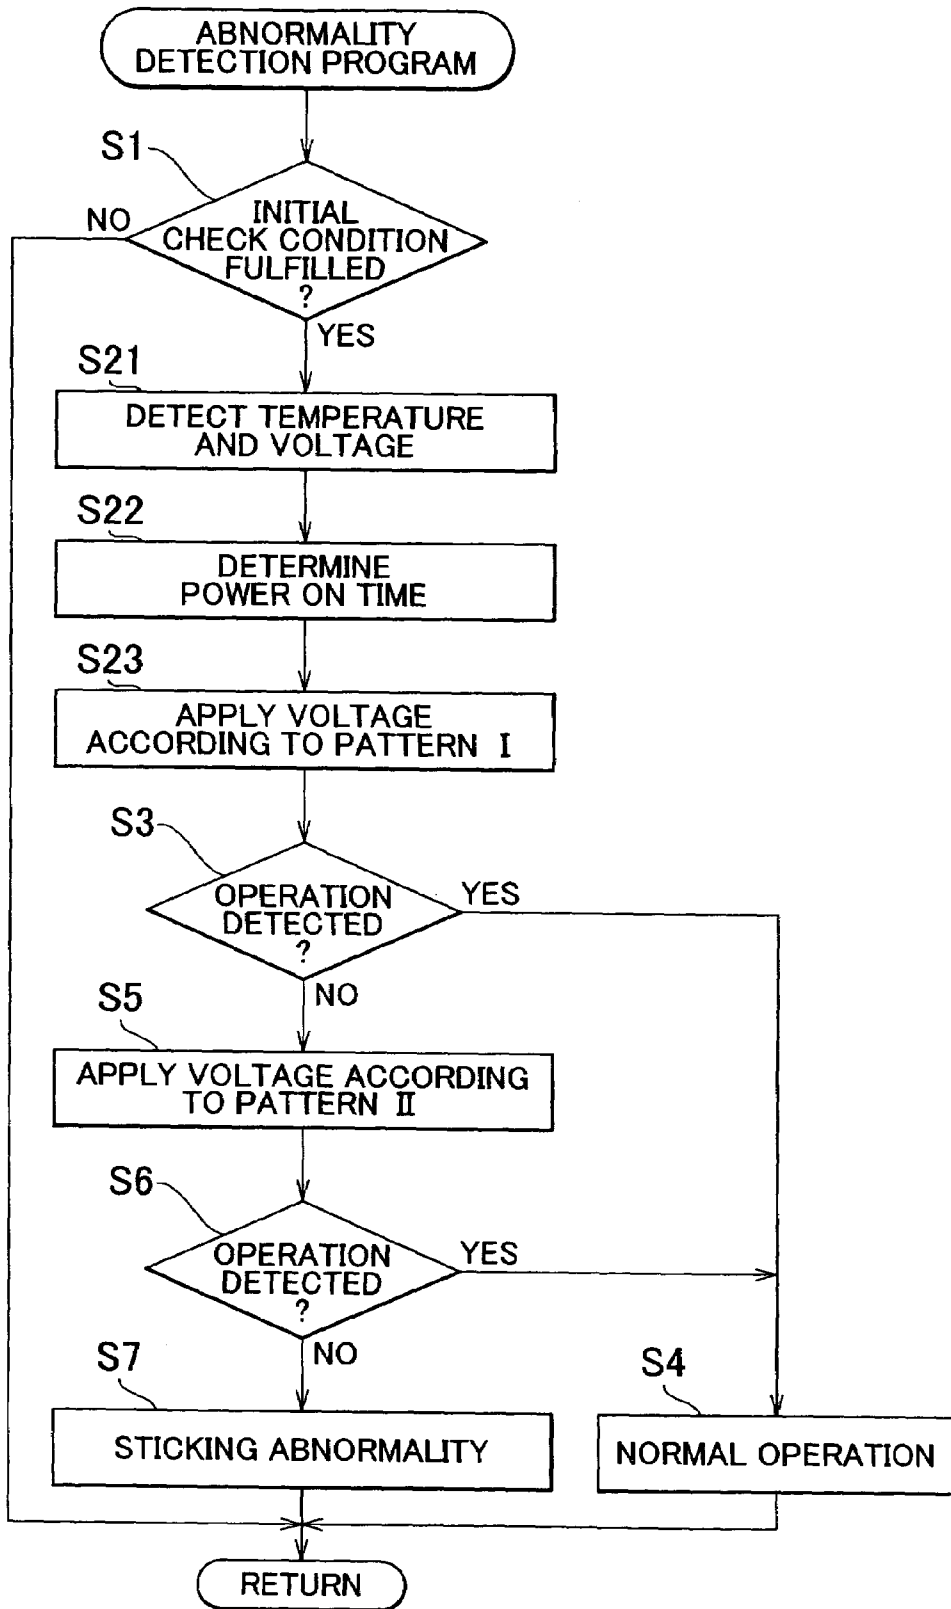 ABNORMALITY
DETECTION PROGRAM
S1
NO
INITIAL
CHECK CONDITION
FULFILLED
?
YES
S21
DETECT TEMPERATURE
AND VOLTAGE
S22
DETERMINE
POWER ON TIME
S23
APPLY VOLTAGE
ACCORDING TO PATTERN I
S3
OPERATION
DETECTED
?
YES
NO
S5
APPLY VOLTAGE ACCORDING
TO PATTERN II
S6
OPERATION
DETECTED
?
YES
NO
S7
STICKING ABNORMALITY
S4
NORMAL OPERATION
RETURN